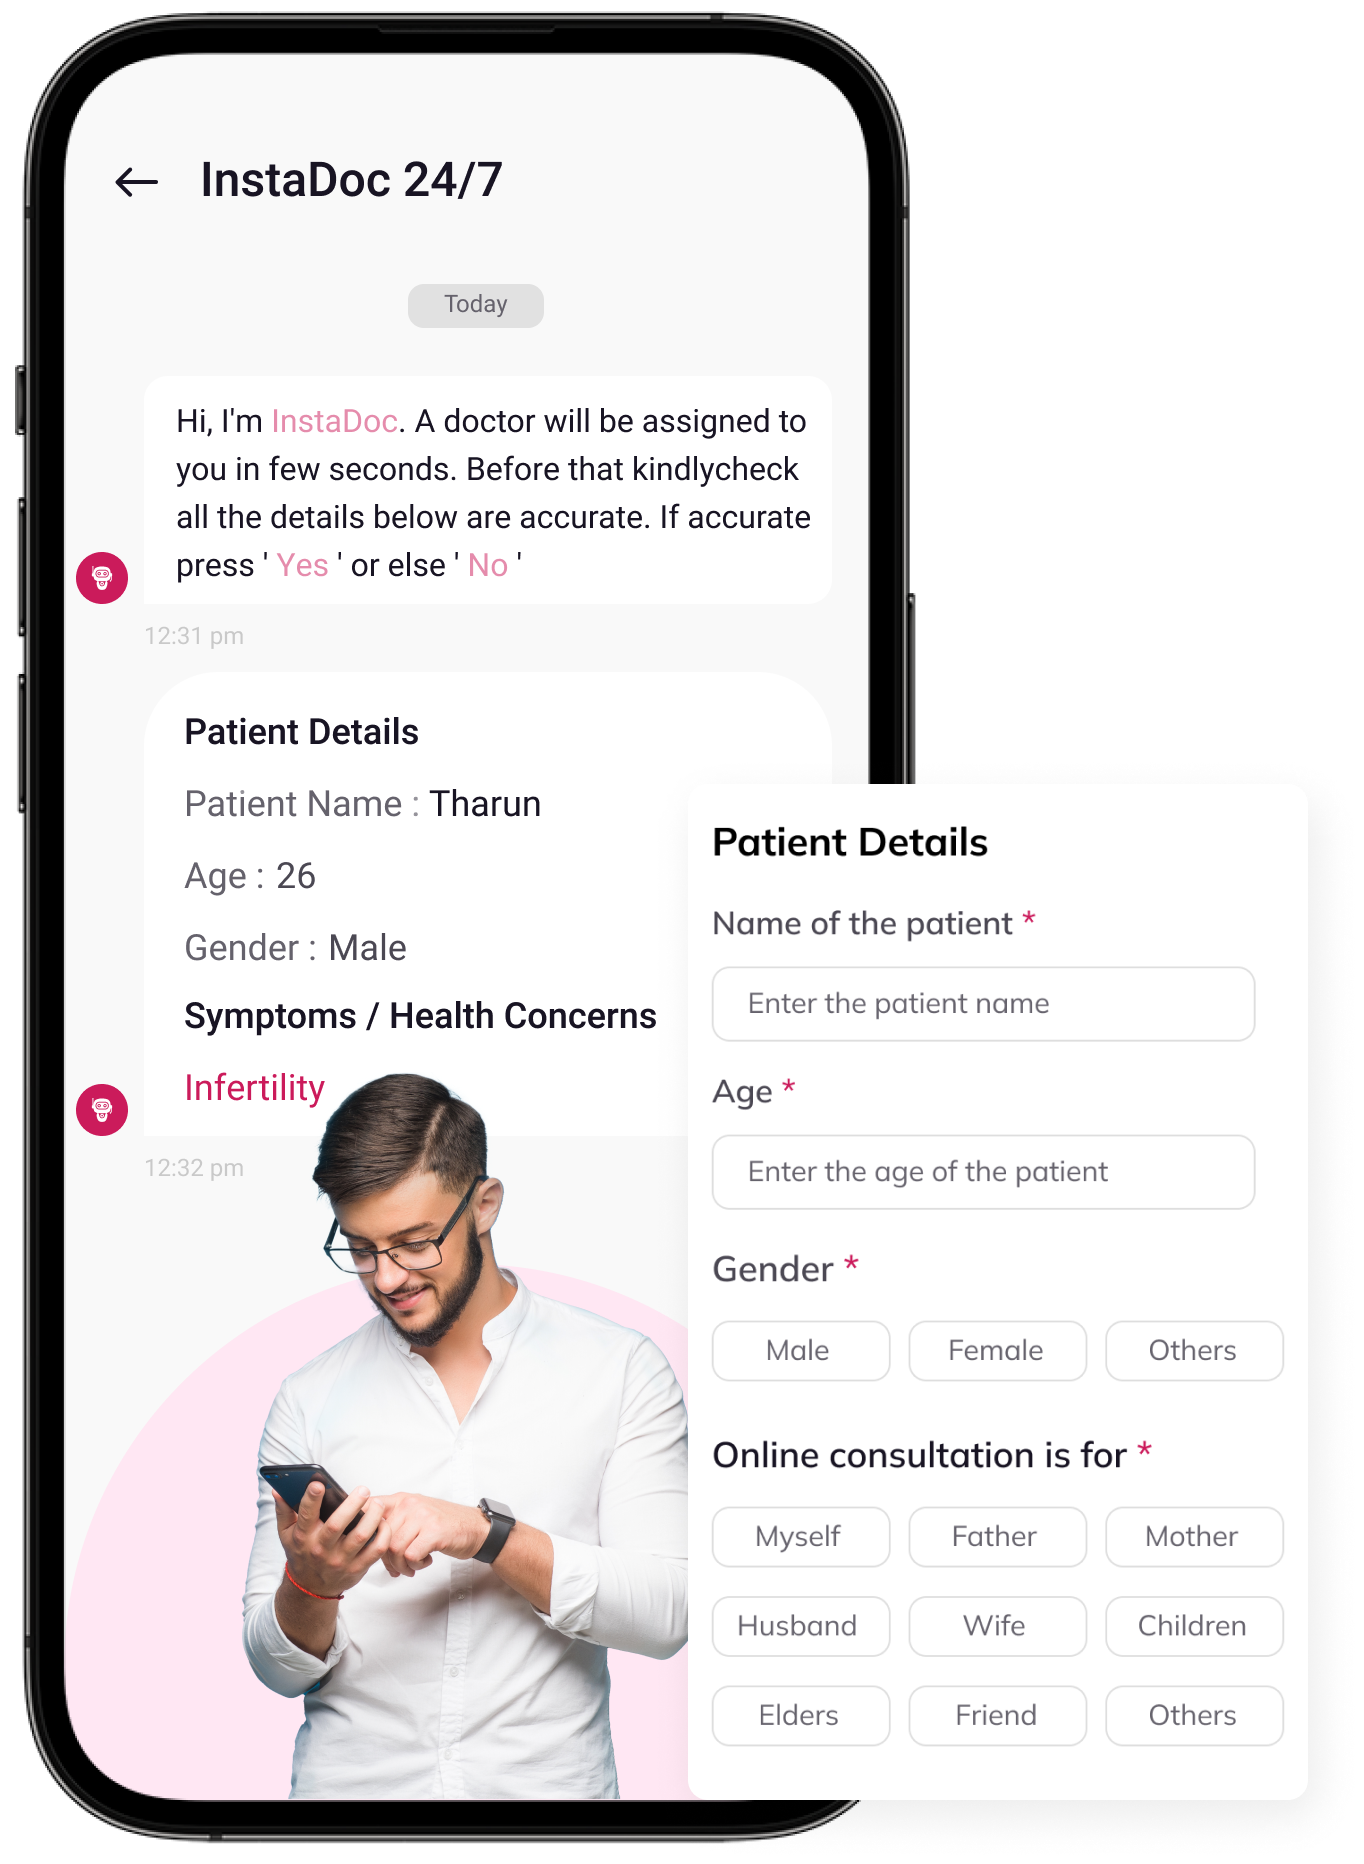 InstaDoc 24/7
Today
Hi, I'm InstaDoc. A doctor will be assigned to
you in few seconds. Before that kindlycheck
all the details below are accurate. If accurate
press ' Yes ' or else ' No '
12:31 pm
Patient Details
Patient Name : Tharun
Age : 26
Gender : Male
Symptoms / Health Concerns
Infertility
12:32 pm
Patient Details
Name of the patient *
Enter the patient name
Age *
Enter the age of the patient
Gender *
Male Female Others
Online consultation is for *
Myself Father Mother
Husband Wife Children
Elders Friend Others